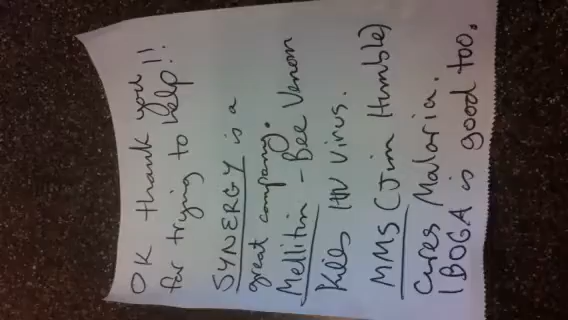 OK thank you
for trying to help!!
SYNERGY is a
great company.
Mellitin - Bee Venom
Kills HIV Virus.
MMS (Jim Humble)
Cures Malaria.
IBOGA is good too.